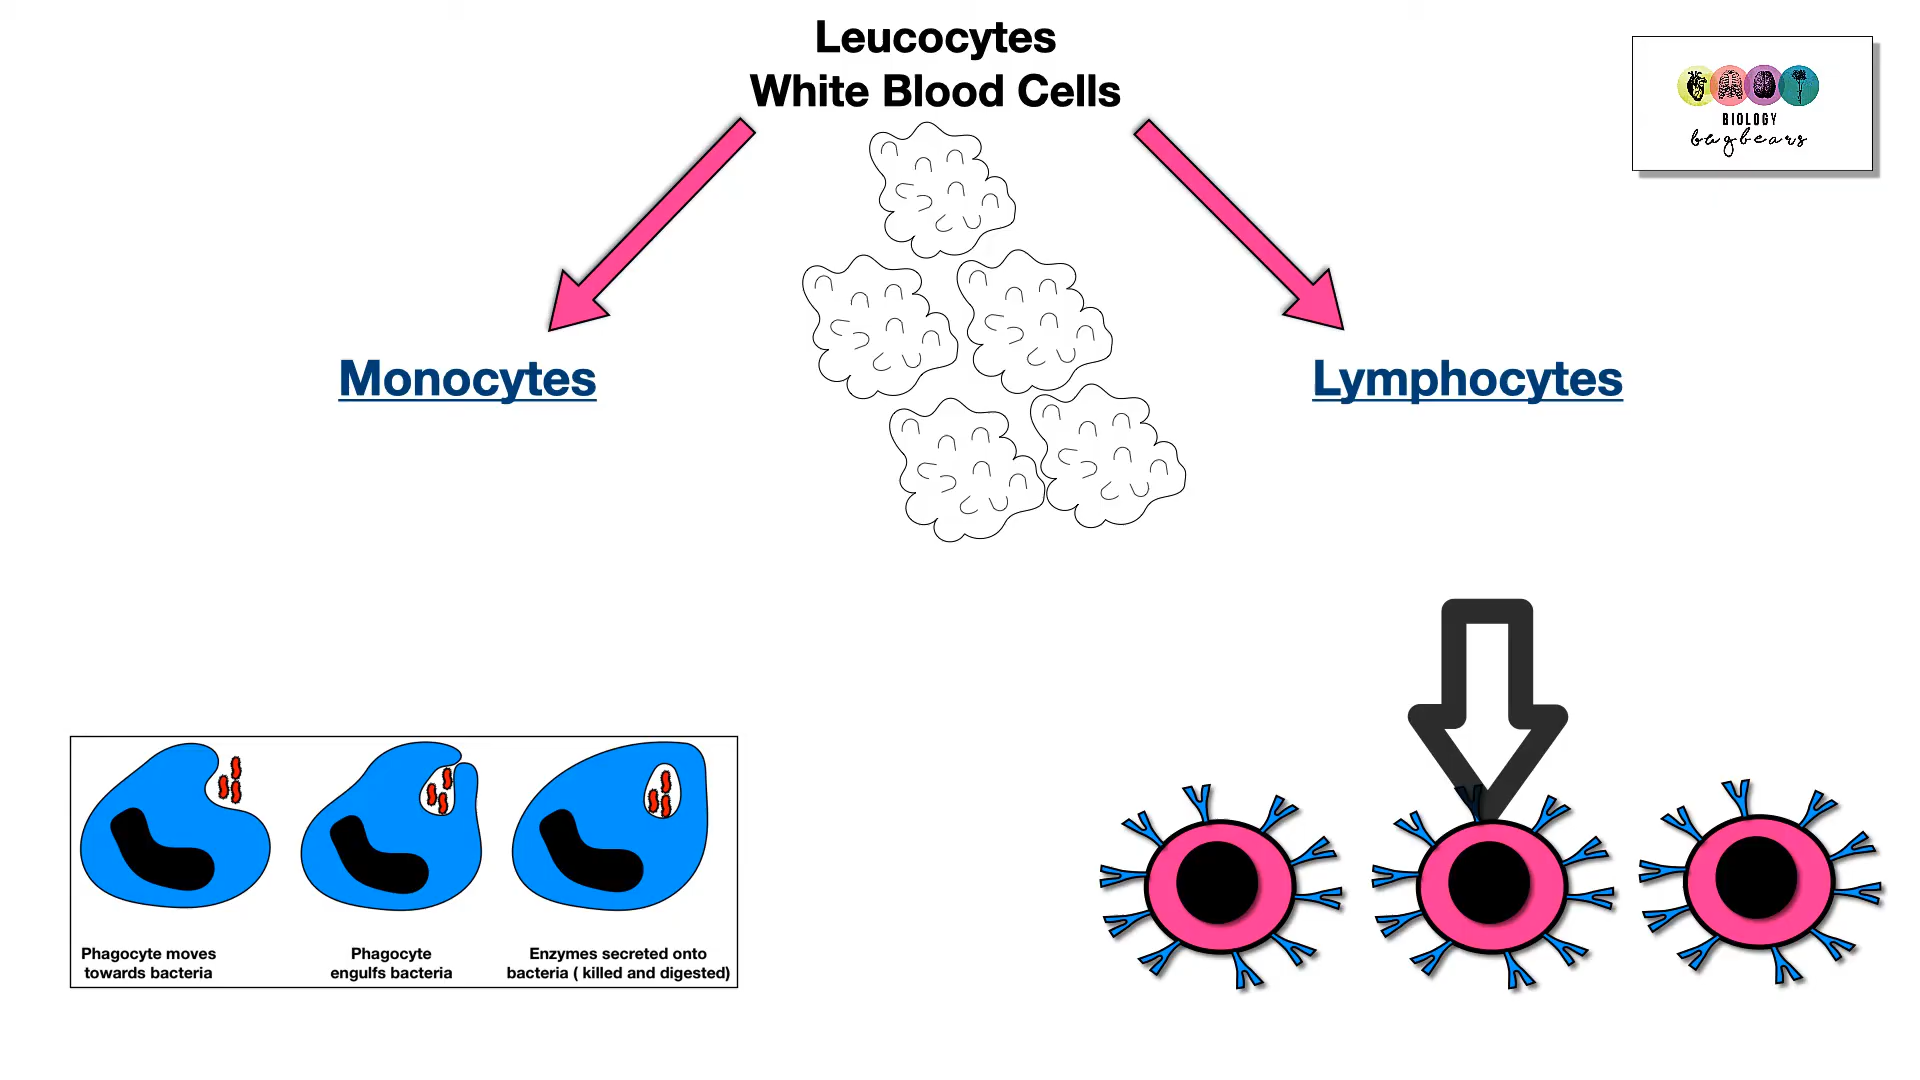 Leucocytes
White Blood Cells
BIOLOGY
bugbears
Monocytes
Lymphocytes
Phagocyte moves
towards bacteria
Phagocyte
engulfs bacteria
Enzymes secreted onto
bacteria ( killed and digested)